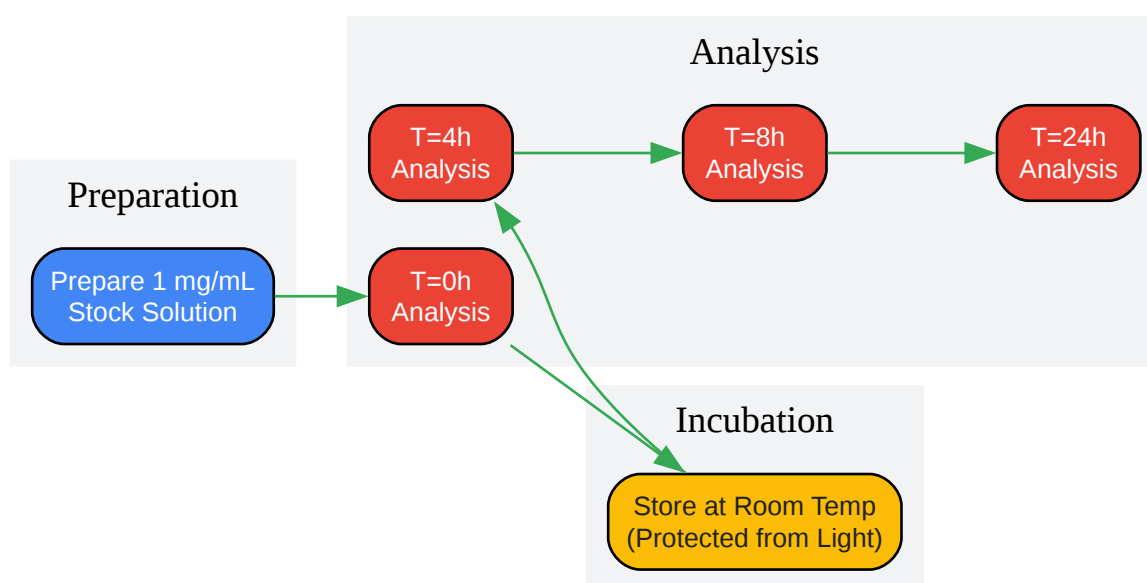 Preparation
Prepare 1 mg/mL
Stock Solution
Analysis
T=0h
Analysis
T=4h
Analysis
T=8h
Analysis
T=24h
Analysis
Incubation
Store at Room Temp
(Protected from Light)